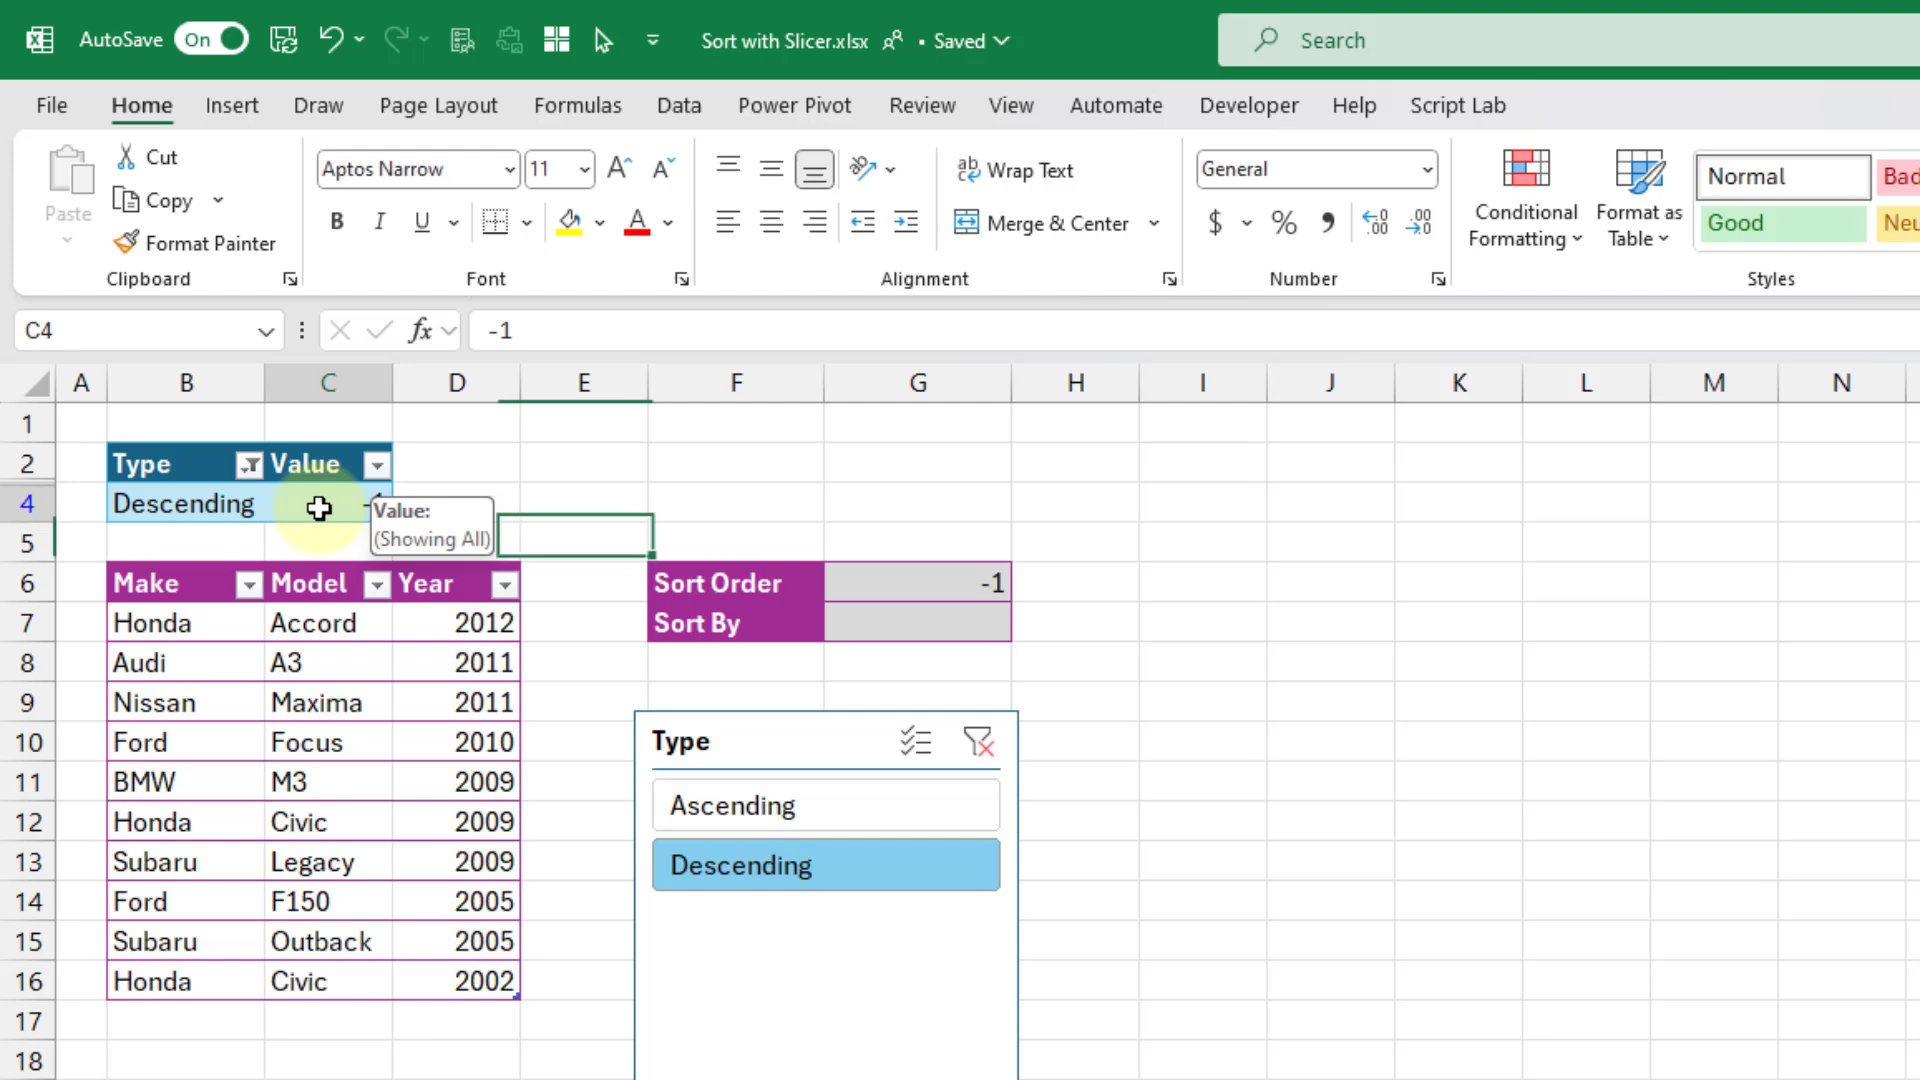 AutoSave On Sort with Slicer.xlsx • Saved Search
File Home Insert Draw Page Layout Formulas Data Power Pivot Review View Automate Developer Help Script Lab
Paste
Cut
Copy
Format Painter
Clipboard
Aptos Narrow 11
B I U
Font
Wrap Text
Merge & Center
Alignment
General
$ % ,
Number
Conditional Formatting
Format as Table
Normal Bad
Good Neu
Styles
C4 fx -1
A B C D E F G H I J K L M N
1
2 Type Value
4 Descending
Value:
(Showing All)
5
6 Make Model Year Sort Order -1
7 Honda Accord 2012 Sort By
8 Audi A3 2011
9 Nissan Maxima 2011
10 Ford Focus 2010
11 BMW M3 2009
12 Honda Civic 2009
13 Subaru Legacy 2009
14 Ford F150 2005
15 Subaru Outback 2005
16 Honda Civic 2002
17
18
Type
Ascending
Descending